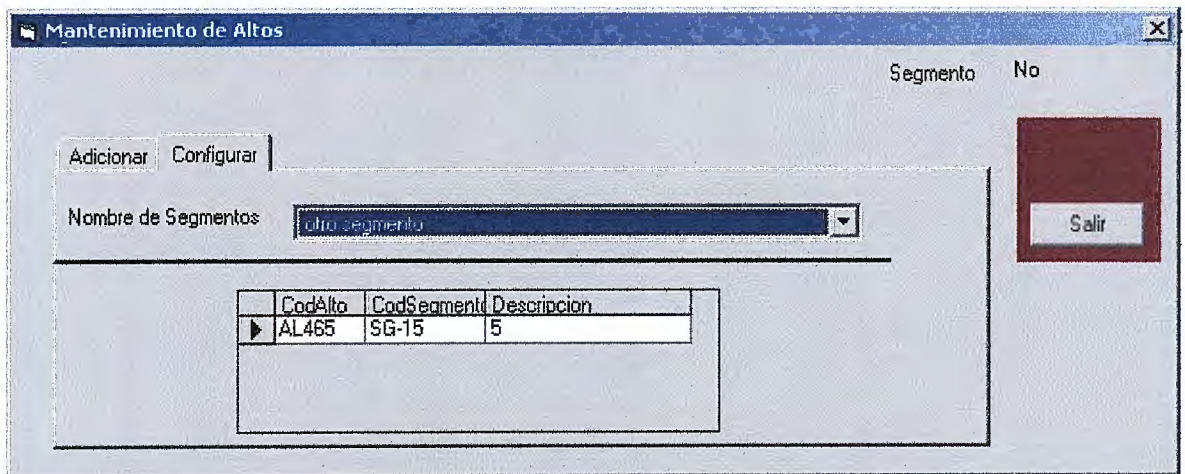 Mantenimiento de Altos
Segmento No
Adicionar Configurar
Nombre de Segmentos otro segmento
Salir
CodAlto CodSegmento Descripcion
AL465 SG-15 5